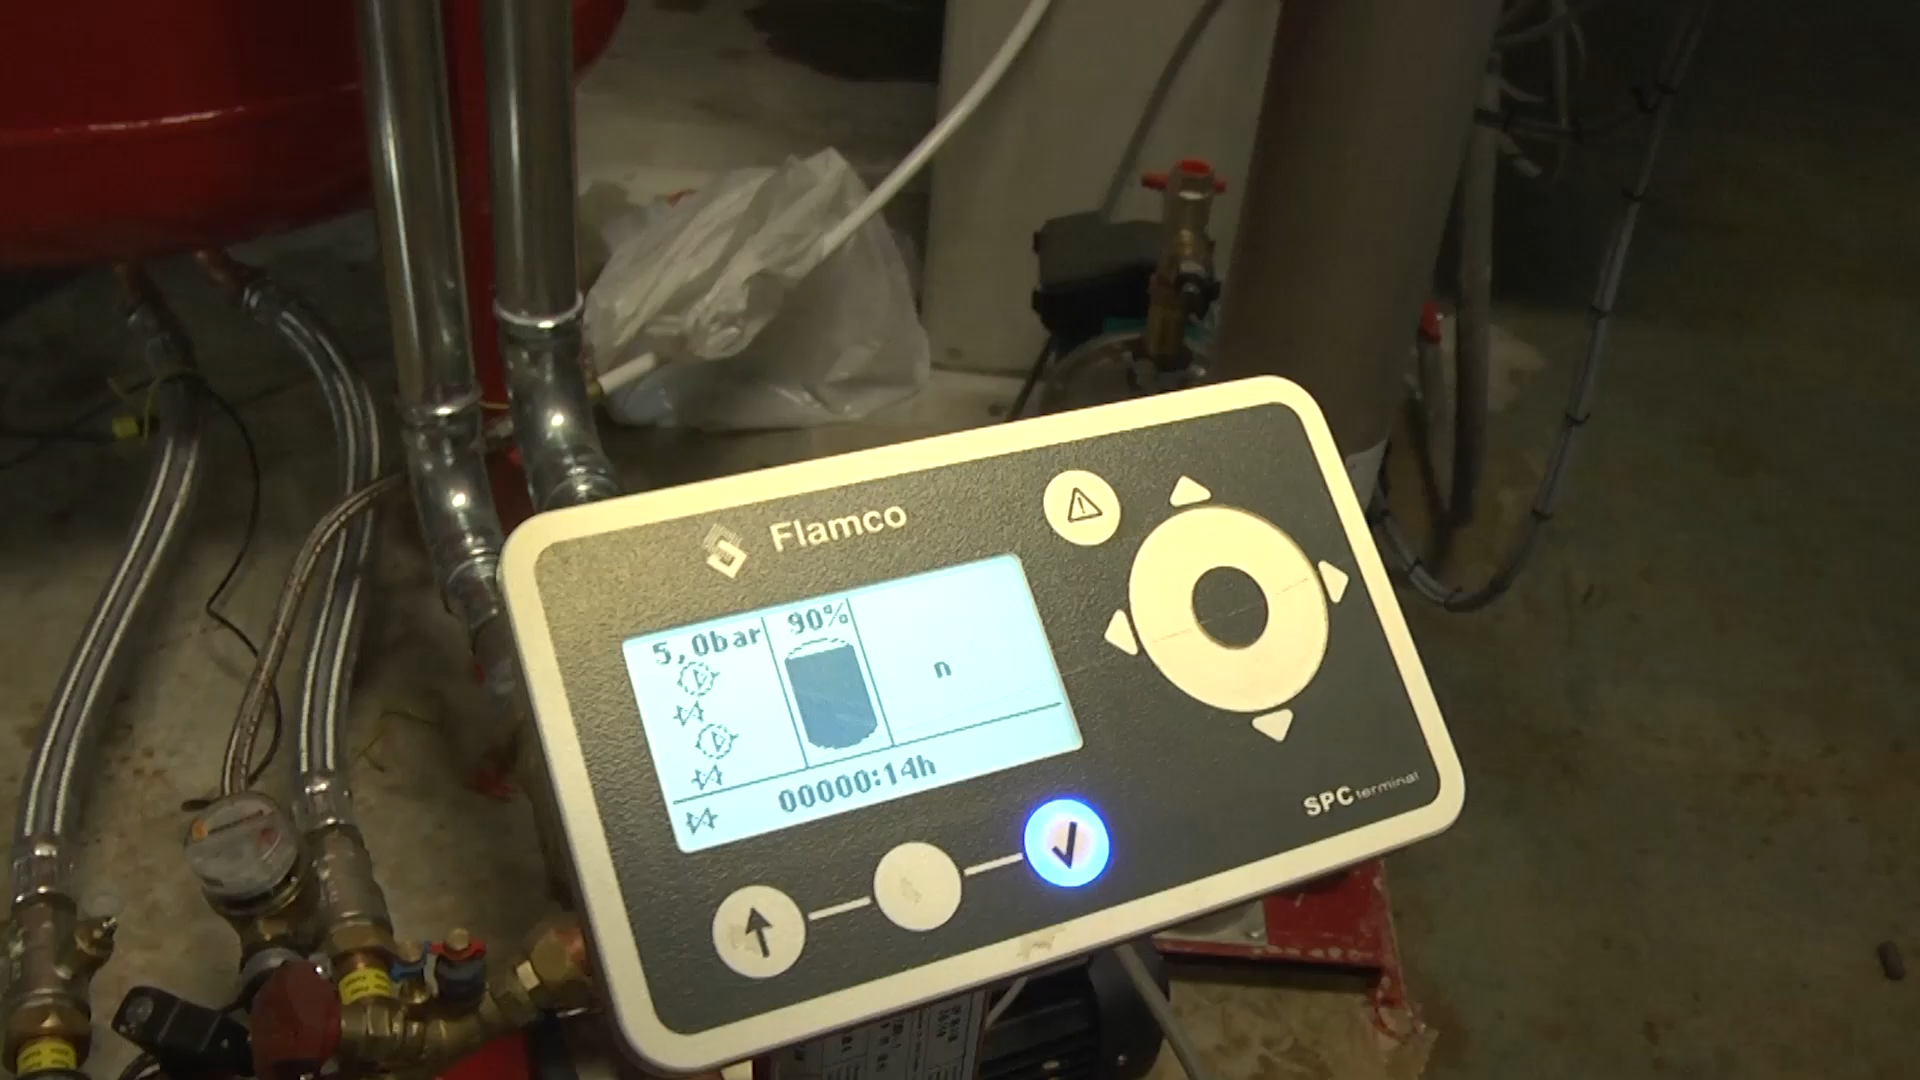 Flamco
5,0bar 90%
n
00000:14h
SPC terminal